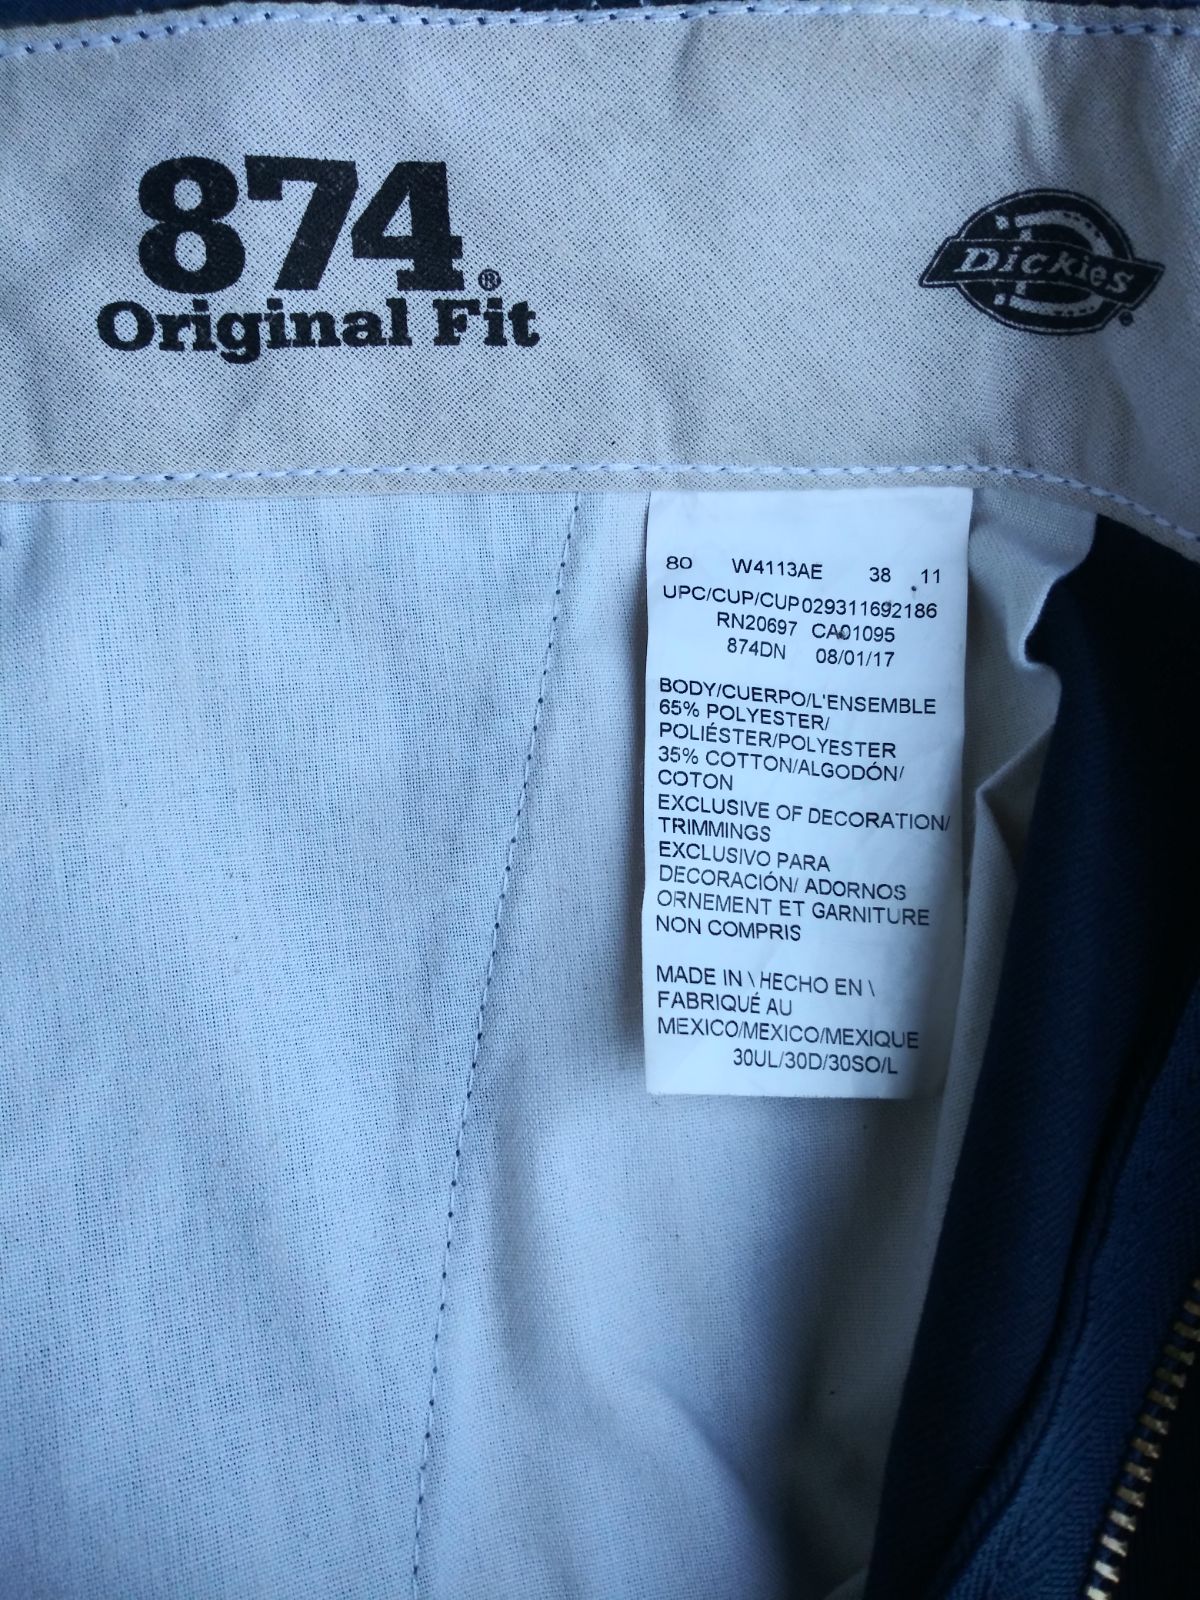 874®
Original Fit
Dickies®
80 W4113AE 38 11
UPC/CUP/CUP029311692186
RN20697 CA01095
874DN 08/01/17
BODY/CUERPO/L'ENSEMBLE
65% POLYESTER/
POLIÉSTER/POLYESTER
35% COTTON/ALGODÓN/
COTON
EXCLUSIVE OF DECORATION/
TRIMMINGS
EXCLUSIVO PARA
DECORACIÓN/ ADORNOS
ORNEMENT ET GARNITURE
NON COMPRIS
MADE IN \ HECHO EN \
FABRIQUÉ AU
MEXICO/MEXICO/MEXIQUE
30UL/30D/30SO/L